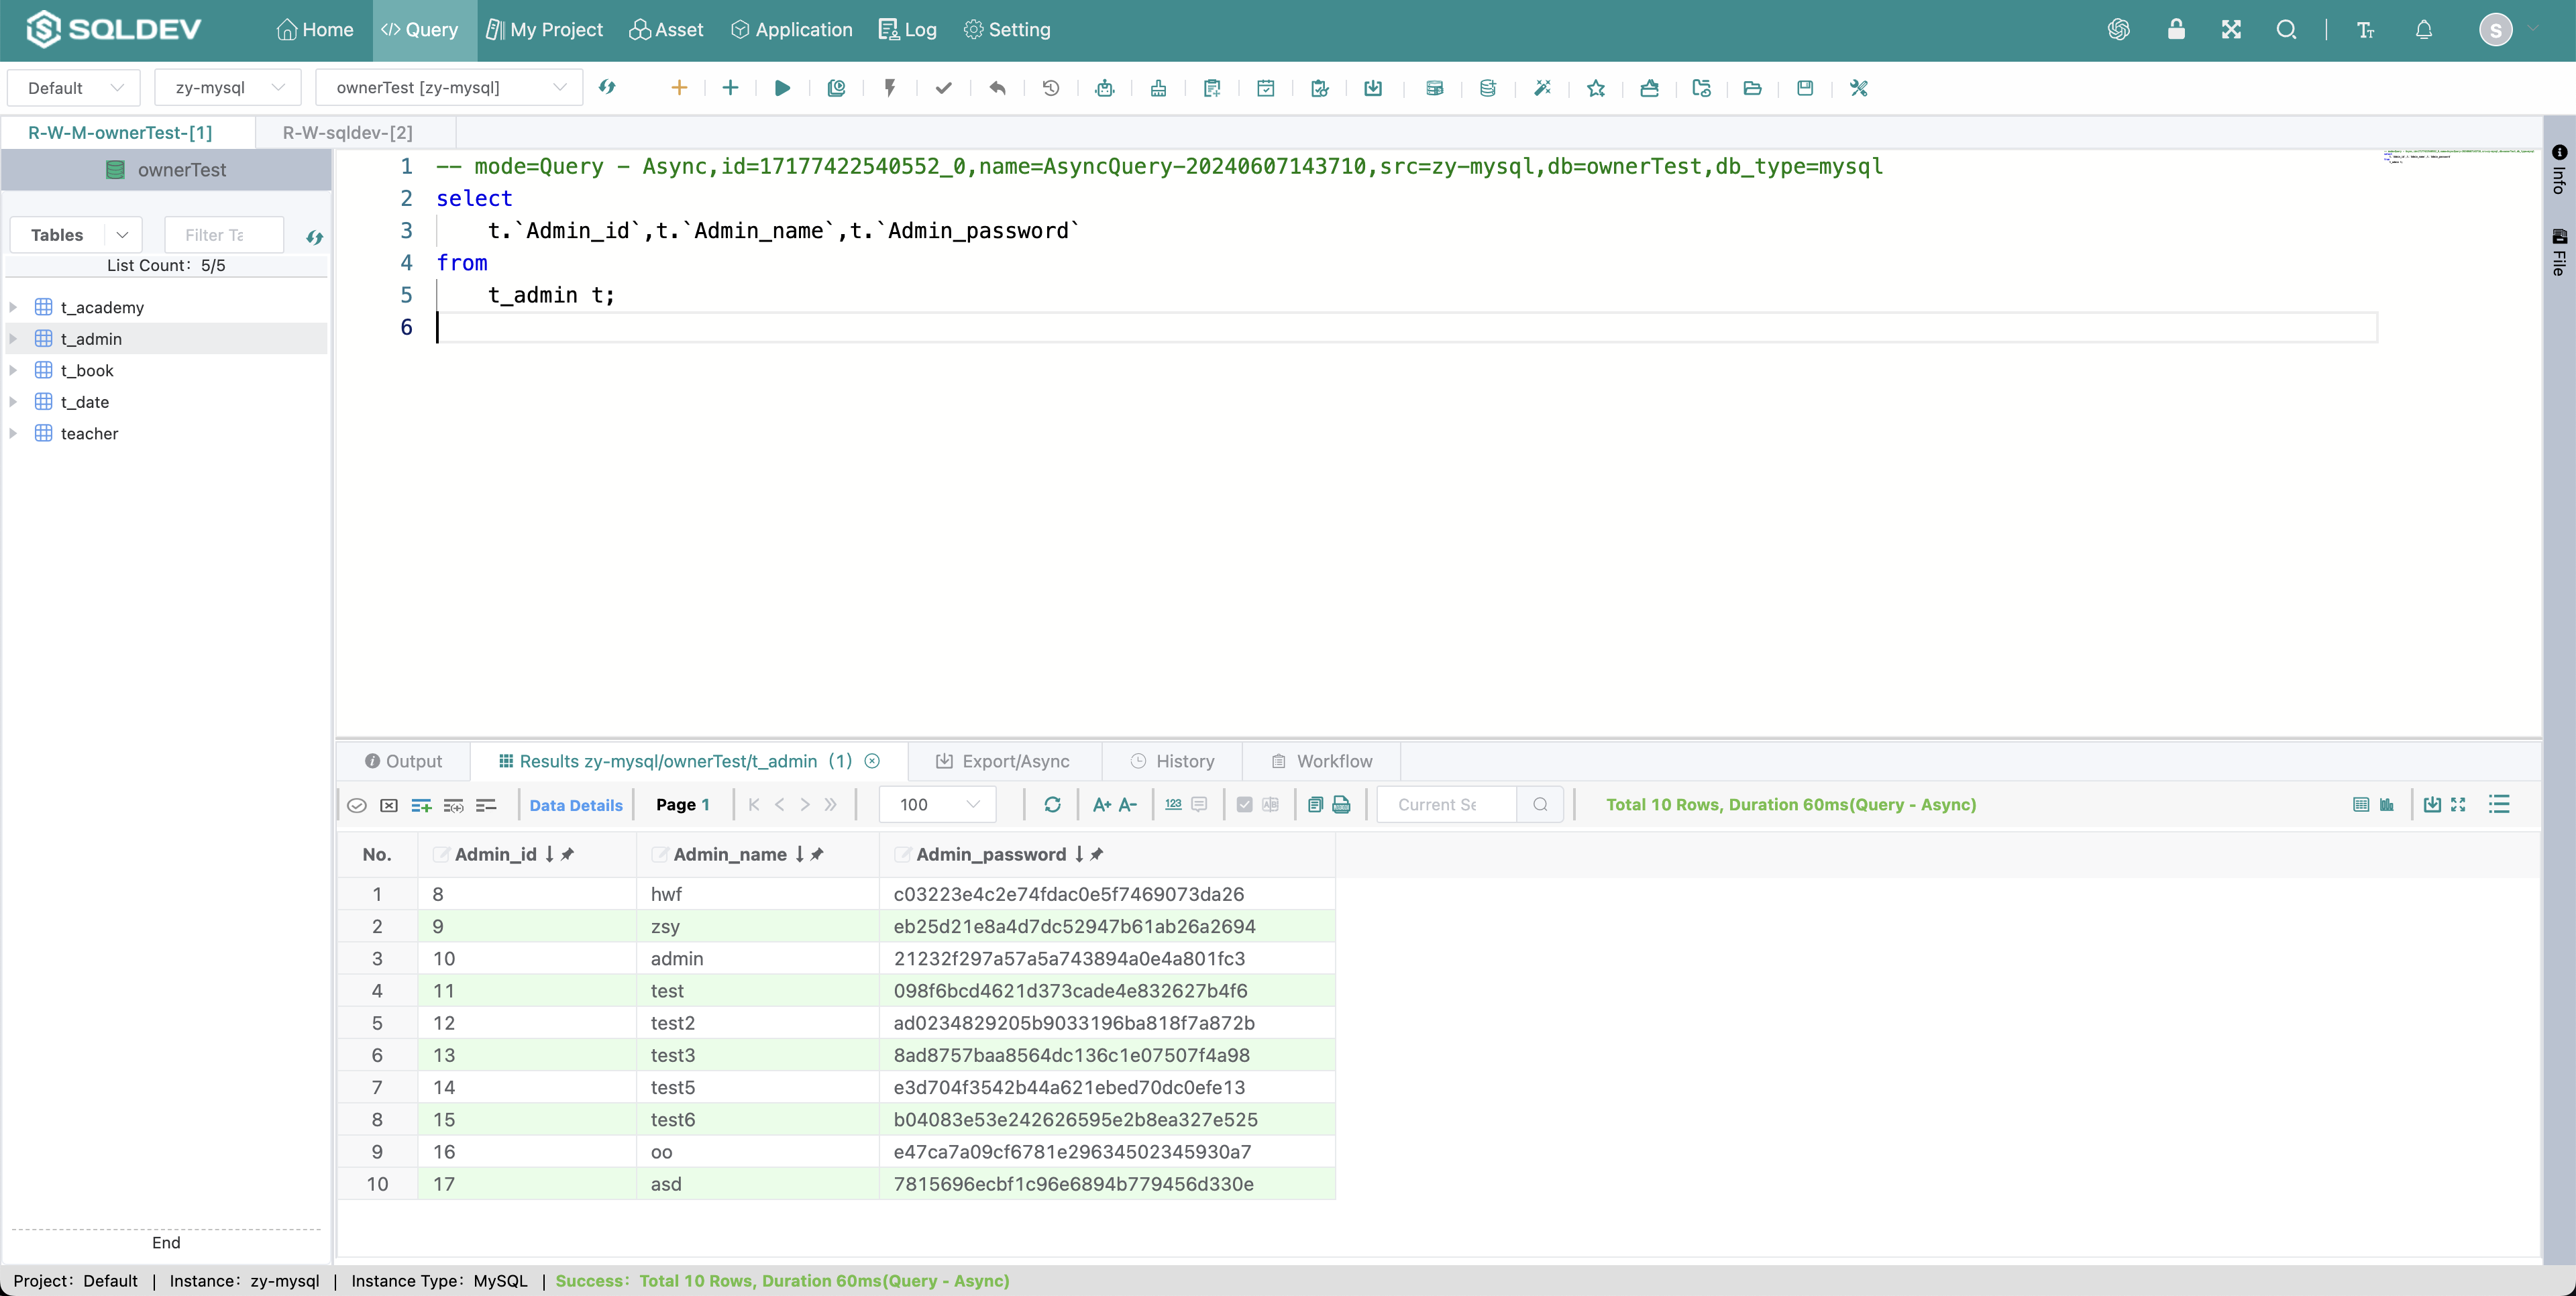 SQLDEV Home Query My Project Asset Application Log Setting S
Default zy-mysql ownerTest [zy-mysql]
R-W-M-ownerTest-[1] R-W-sqldev-[2]
ownerTest
Tables Filter Ta
List Count: 5/5
t_academy
t_admin
t_book
t_date
teacher
End
1 -- mode=Query - Async,id=17177422540552_0,name=AsyncQuery-20240607143710,src=zy-mysql,db=ownerTest,db_type=mysql
2 select
3 t.`Admin_id`,t.`Admin_name`,t.`Admin_password`
4 from
5 t_admin t;
6
Info
File
Output Results zy-mysql/ownerTest/t_admin (1) Export/Async History Workflow
Data Details Page 1 100 A+ A- 123 Current Se Total 10 Rows, Duration 60ms(Query - Async)
No. Admin_id Admin_name Admin_password
1 8 hwf c03223e4c2e74fdac0e5f7469073da26
2 9 zsy eb25d21e8a4d7dc52947b61ab26a2694
3 10 admin 21232f297a57a5a743894a0e4a801fc3
4 11 test 098f6bcd4621d373cade4e832627b4f6
5 12 test2 ad0234829205b9033196ba818f7a872b
6 13 test3 8ad8757baa8564dc136c1e07507f4a98
7 14 test5 e3d704f3542b44a621ebed70dc0efe13
8 15 test6 b04083e53e242626595e2b8ea327e525
9 16 oo e47ca7a09cf6781e29634502345930a7
10 17 asd 7815696ecbf1c96e6894b779456d330e
Project: Default | Instance: zy-mysql | Instance Type: MySQL | Success: Total 10 Rows, Duration 60ms(Query - Async)